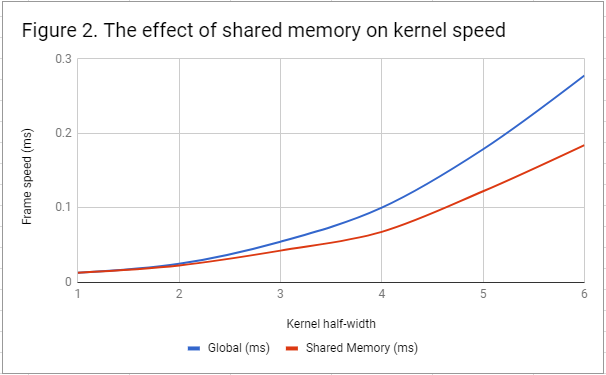 Figure 2. The effect of shared memory on kernel speed
0.3
0.2
0.1
0
Frame speed (ms)
1 2 3 4 5 6
Kernel half-width
Global (ms) Shared Memory (ms)